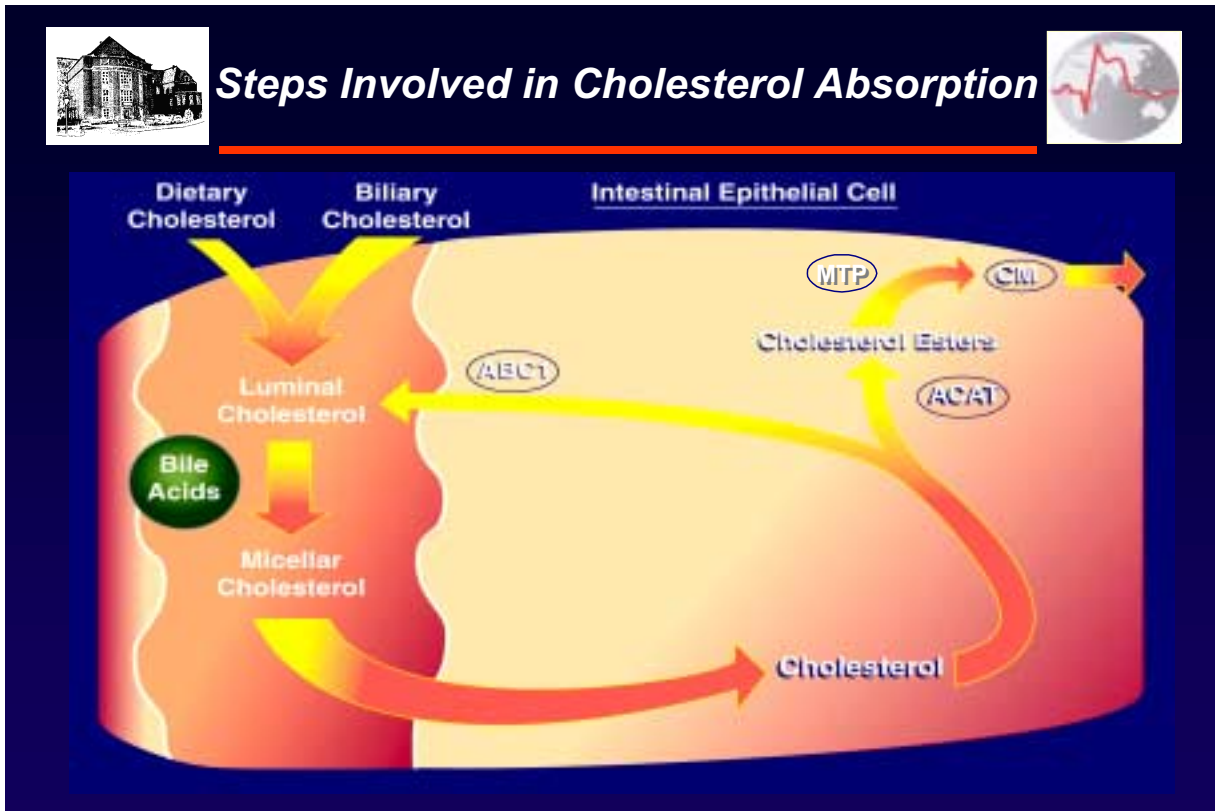 Steps Involved in Cholesterol Absorption
Dietary
Cholesterol
Biliary
Cholesterol
Intestinal Epithelial Cell
MTP
CM
Cholesterol Esters
ABC1
ACAT
Luminal
Cholesterol
Bile
Acids
Micellar
Cholesterol
Cholesterol